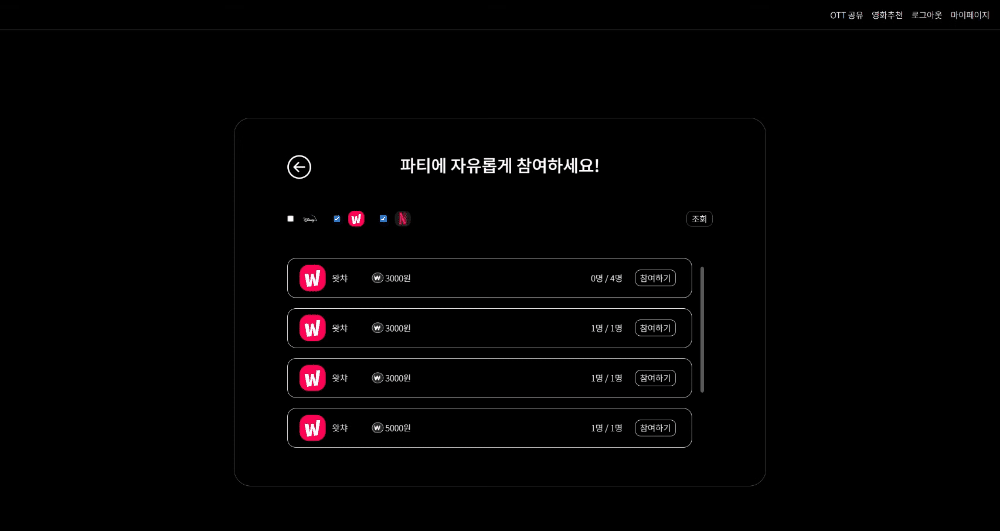 OTT 공유 영화추천 로그아웃 마이페이지
파티에 자유롭게 참여하세요!
조회
왓챠 3000원 0명 / 4명 참여하기
왓챠 3000원 1명 / 1명 참여하기
왓챠 3000원 1명 / 1명 참여하기
왓챠 5000원 1명 / 1명 참여하기